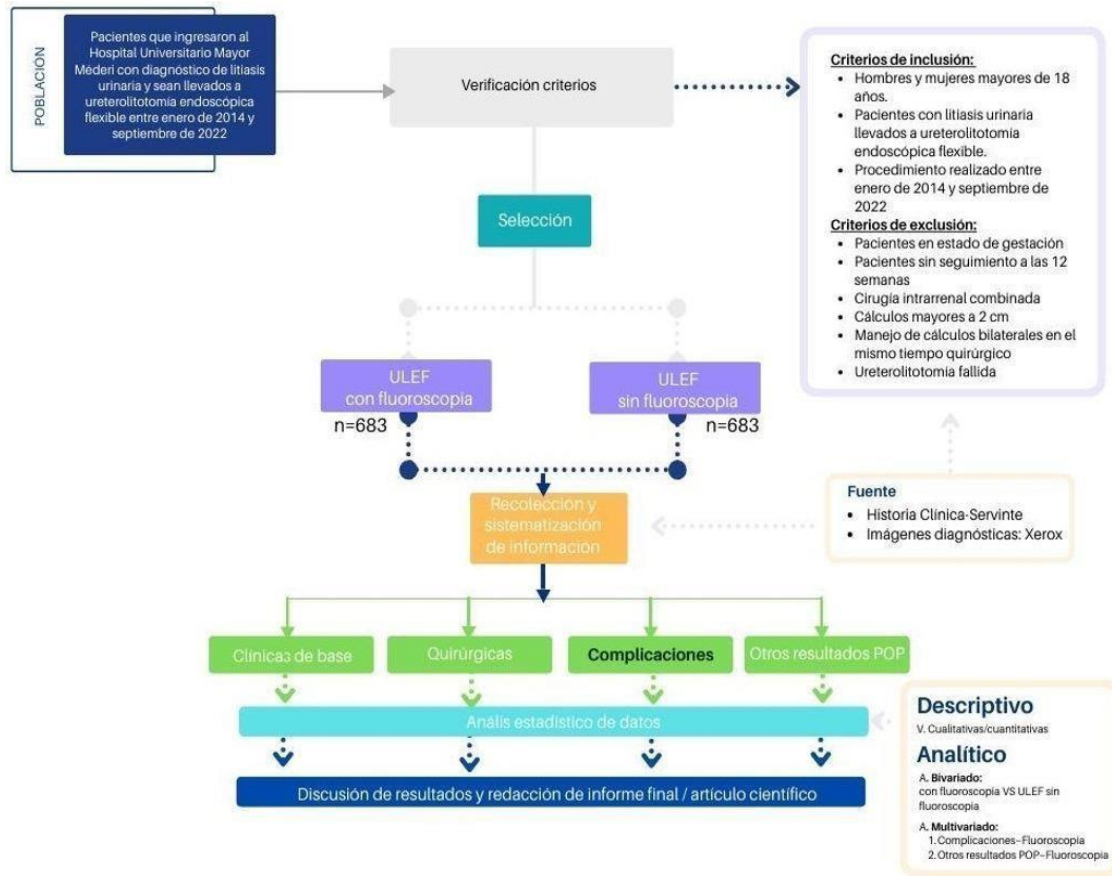 POBLACIÓN
Pacientes que ingresaron al
Hospital Universitario Mayor
Méderi con diagnóstico de litiasis
urinaria y sean llevados a
ureterolitotomía endoscópica
flexible entre enero de 2014 y
septiembre de 2022
Verificación criterios
Criterios de inclusión:
• Hombres y mujeres mayores de 18
años.
• Pacientes con litiasis urinaria
llevados a ureterolitotomía
endoscópica flexible.
• Procedimiento realizado entre
enero de 2014 y septiembre de
2022
Criterios de exclusión:
• Pacientes en estado de gestación
• Pacientes sin seguimiento a las 12
semanas
• Cirugía intrarrenal combinada
• Cálculos mayores a 2 cm
• Manejo de cálculos bilaterales en el
mismo tiempo quirúrgico
• Ureterolitotomía fallida
Selección
ULEF
con fluoroscopia
n=683
ULEF
sin fluoroscopia
n=683
Recolección y
sistematización
de información
Fuente
• Historia Clínica-Servinte
• Imágenes diagnósticas: Xerox
Clínicas de base
Quirúrgicas
Complicaciones
Otros resultados POP
Anális estadístico de datos
Discusión de resultados y redacción de informe final / artículo científico
Descriptivo
V. Cualitativas/cuantitativas
Analítico
A. Bivariado:
con fluoroscopia VS ULEF sin
fluoroscopia
A. Multivariado:
1. Complicaciones–Fluoroscopia
2. Otros resultados POP–Fluoroscopia